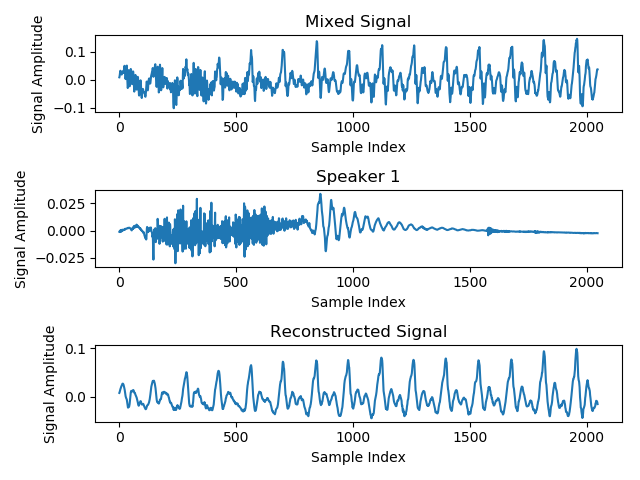 Mixed Signal
Signal Amplitude
0.1
0.0
−0.1
0 500 1000 1500 2000
Sample Index
Speaker 1
Signal Amplitude
0.025
0.000
−0.025
0 500 1000 1500 2000
Sample Index
Reconstructed Signal
Signal Amplitude
0.1
0.0
0 500 1000 1500 2000
Sample Index